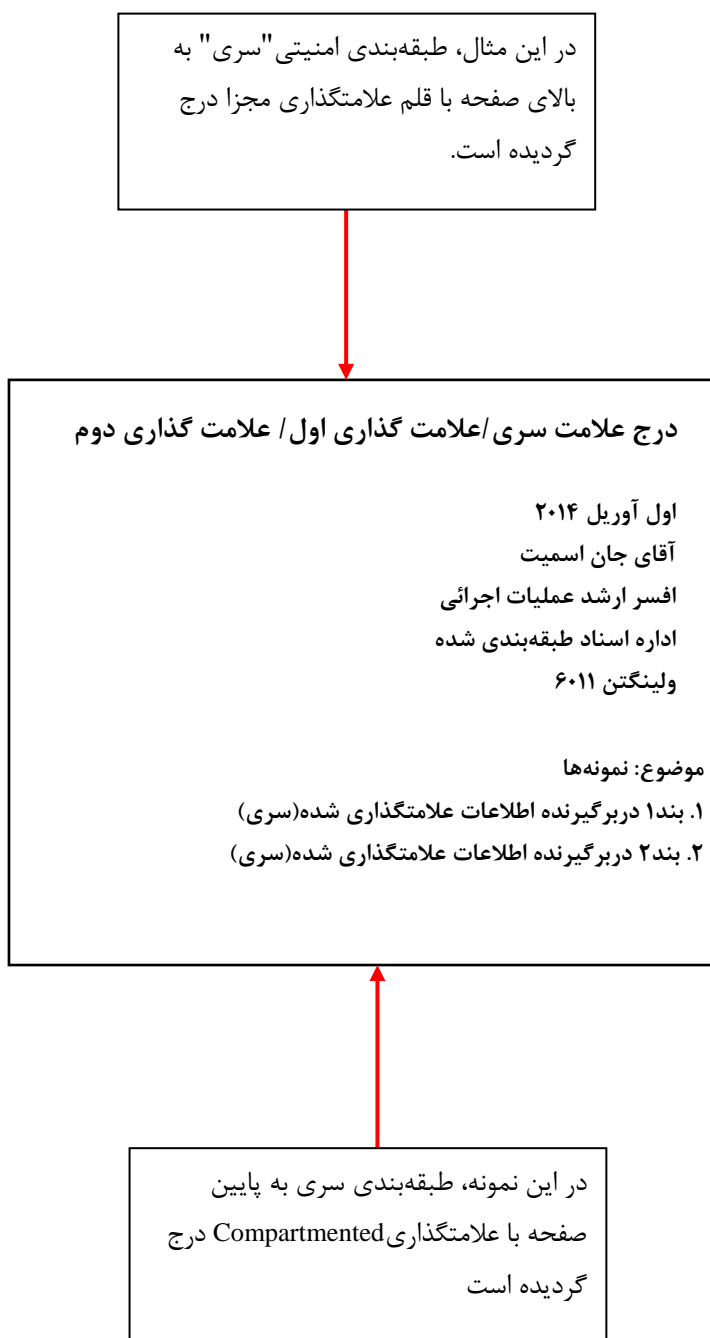 در این مثال، طبقه‌بندی امنیتی"سری" به
بالای صفحه با قلم علامتگذاری مجزا درج
گردیده است.
درج علامت سری/علامت گذاری اول/ علامت گذاری دوم
اول آوریل ۲۰۱۴
آقای جان اسمیت
افسر ارشد عملیات اجرائی
اداره اسناد طبقه‌بندی شده
ولینگتن ۶۰۱۱
موضوع: نمونه‌ها
۱. بند۱ دربرگیرنده اطلاعات علامتگذاری شده(سری)
۲. بند۲ دربرگیرنده اطلاعات علامتگذاری شده(سری)
در این نمونه، طبقه‌بندی سری به پایین
صفحه با علامتگذاریCompartmented درج
گردیده است